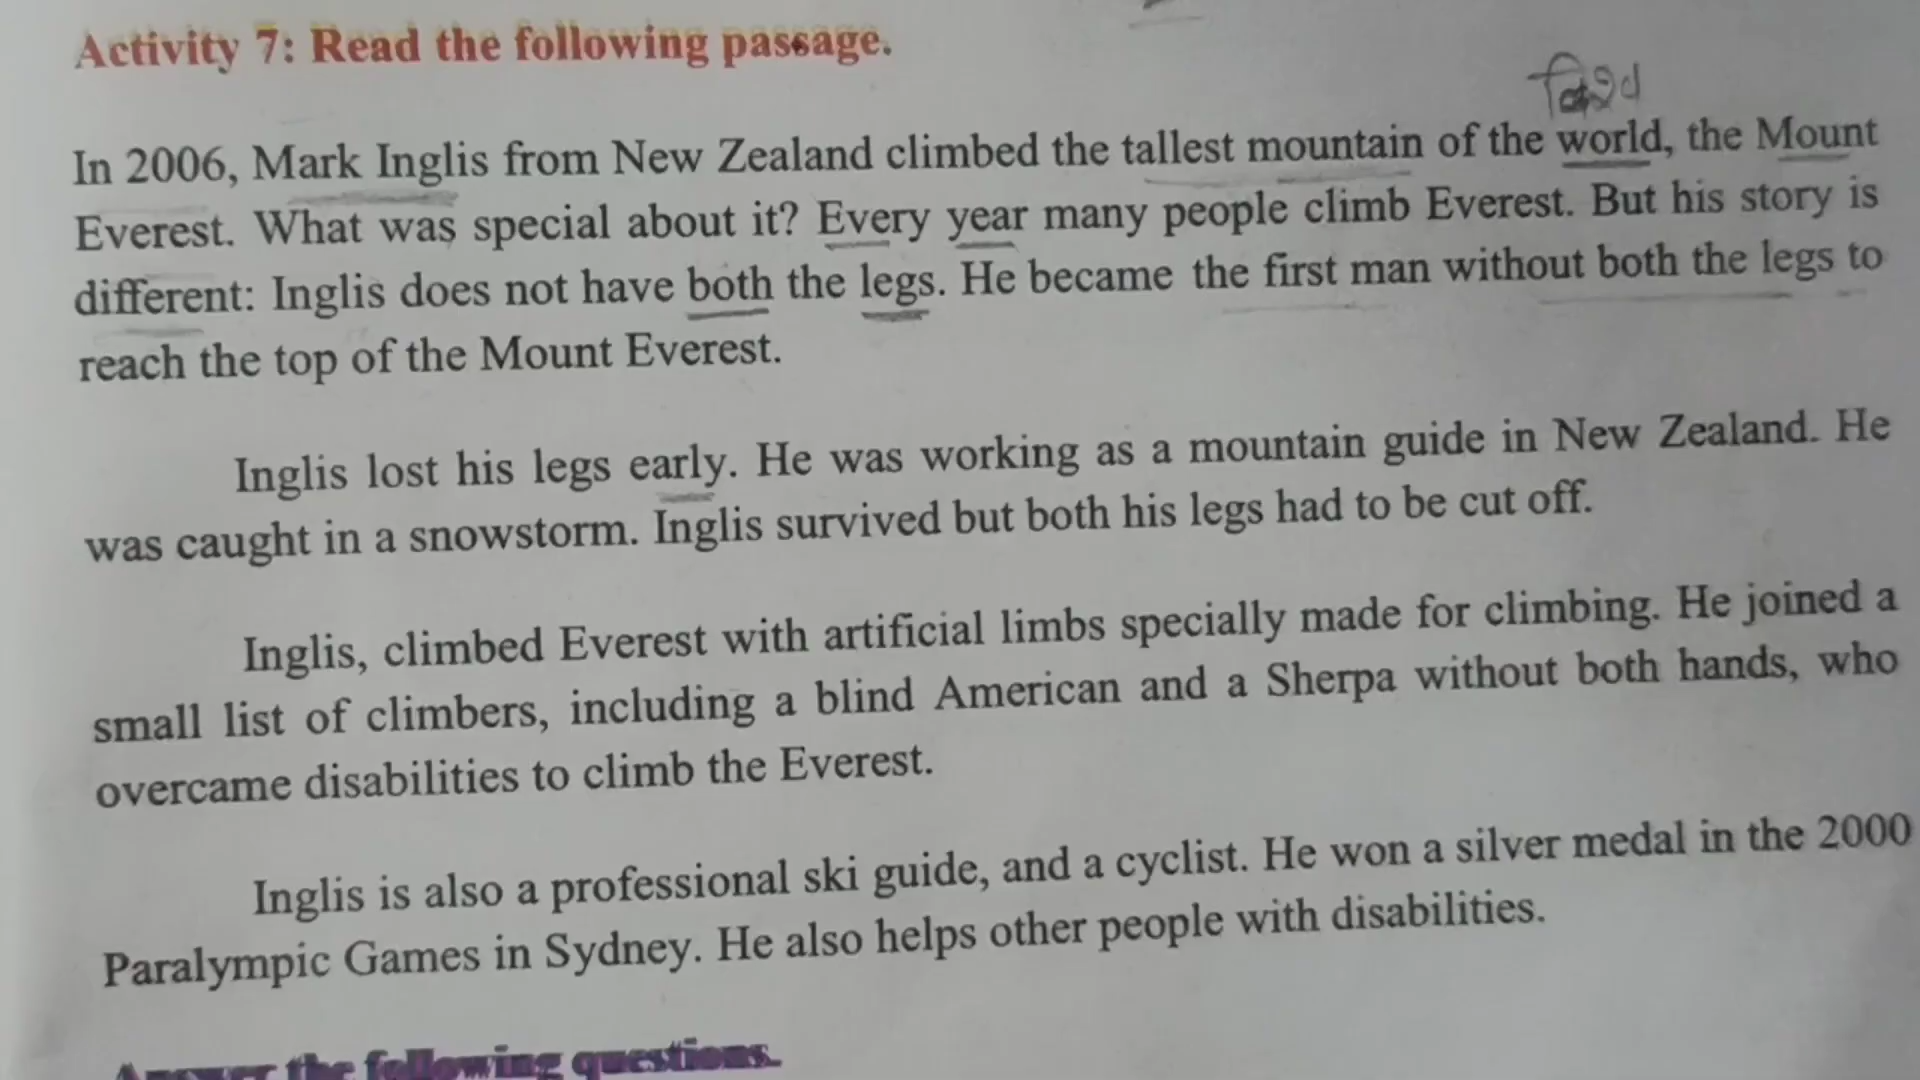 Activity 7: Read the following passage.
In 2006, Mark Inglis from New Zealand climbed the tallest mountain of the world, the Mount
Everest. What was special about it? Every year many people climb Everest. But his story is
different: Inglis does not have both the legs. He became the first man without both the legs to
reach the top of the Mount Everest.
Inglis lost his legs early. He was working as a mountain guide in New Zealand. He
was caught in a snowstorm. Inglis survived but both his legs had to be cut off.
Inglis, climbed Everest with artificial limbs specially made for climbing. He joined a
small list of climbers, including a blind American and a Sherpa without both hands, who
overcame disabilities to climb the Everest.
Inglis is also a professional ski guide, and a cyclist. He won a silver medal in the 2000
Paralympic Games in Sydney. He also helps other people with disabilities.
Answer the following questions.